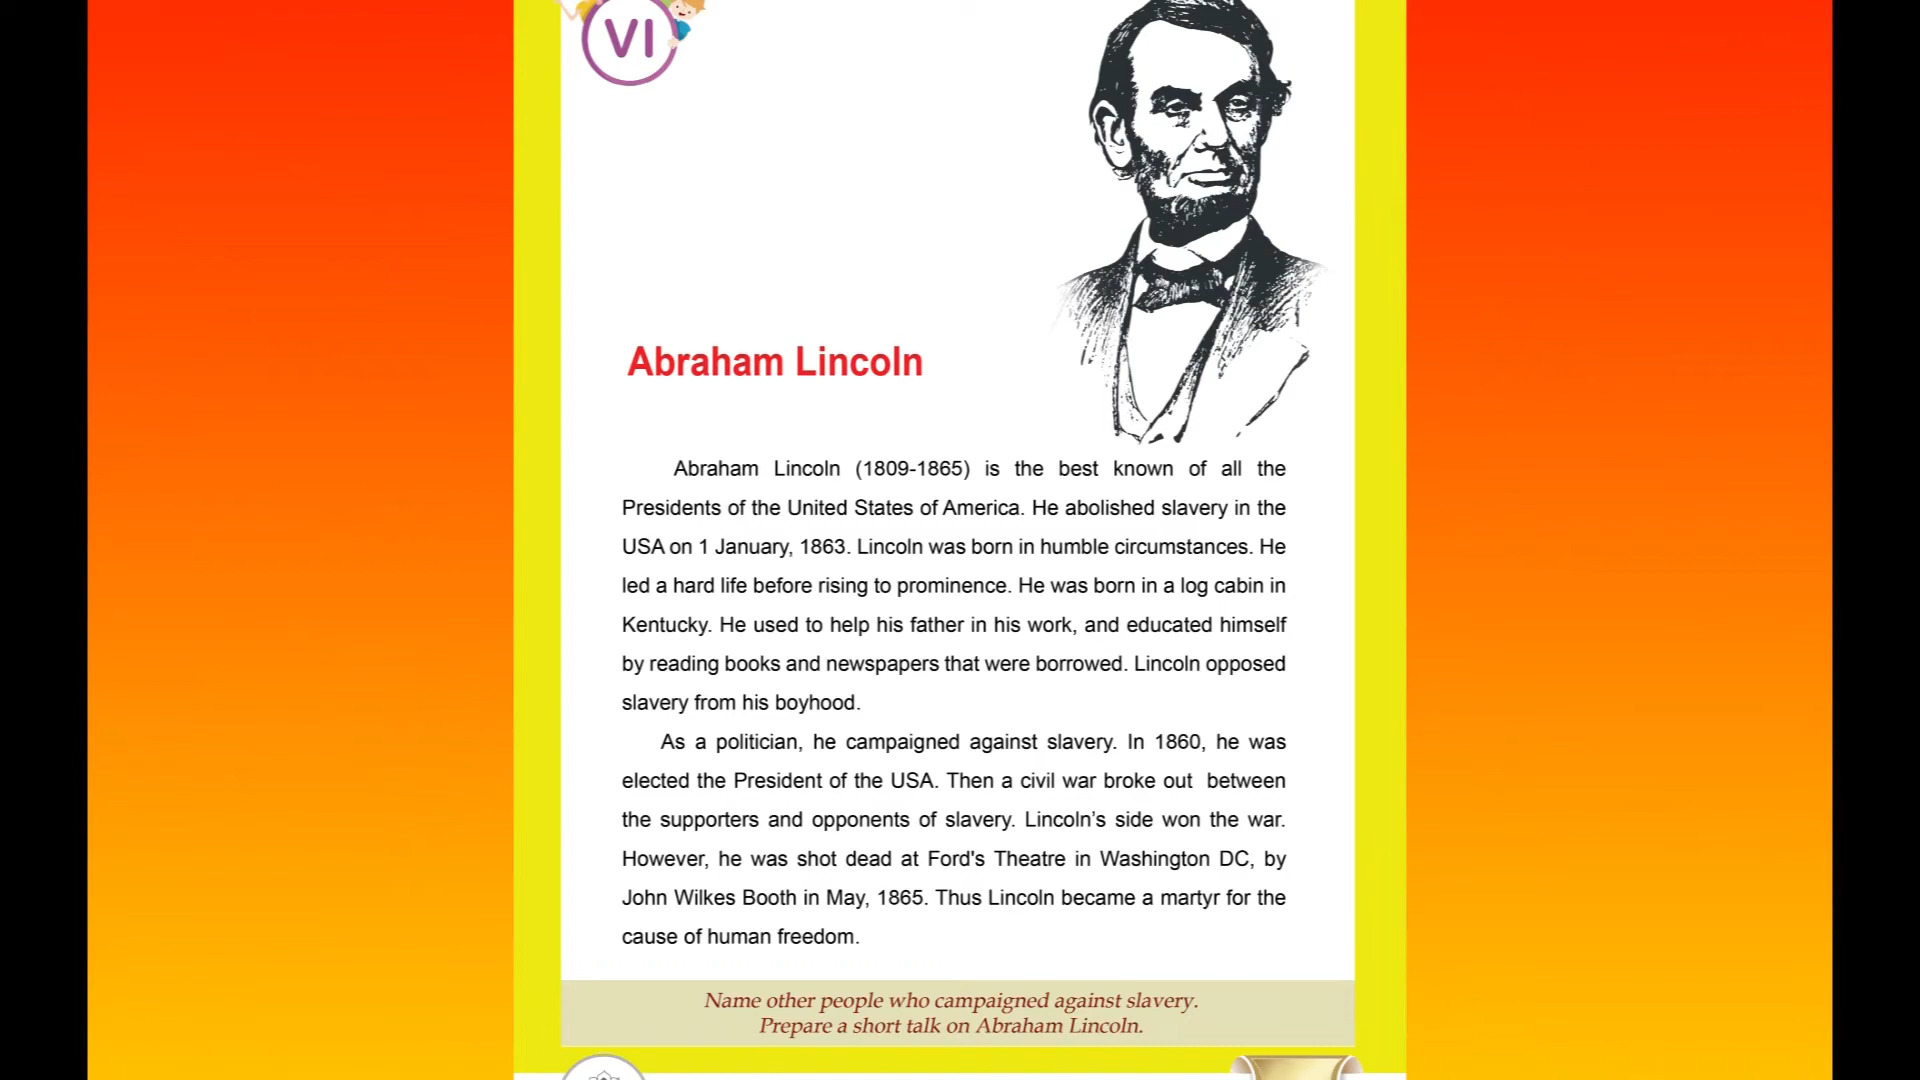 VI
Abraham Lincoln
Abraham Lincoln (1809-1865) is the best known of all the
Presidents of the United States of America. He abolished slavery in the
USA on 1 January, 1863. Lincoln was born in humble circumstances. He
led a hard life before rising to prominence. He was born in a log cabin in
Kentucky. He used to help his father in his work, and educated himself
by reading books and newspapers that were borrowed. Lincoln opposed
slavery from his boyhood.
As a politician, he campaigned against slavery. In 1860, he was
elected the President of the USA. Then a civil war broke out between
the supporters and opponents of slavery. Lincoln’s side won the war.
However, he was shot dead at Ford's Theatre in Washington DC, by
John Wilkes Booth in May, 1865. Thus Lincoln became a martyr for the
cause of human freedom.
Name other people who campaigned against slavery.
Prepare a short talk on Abraham Lincoln.